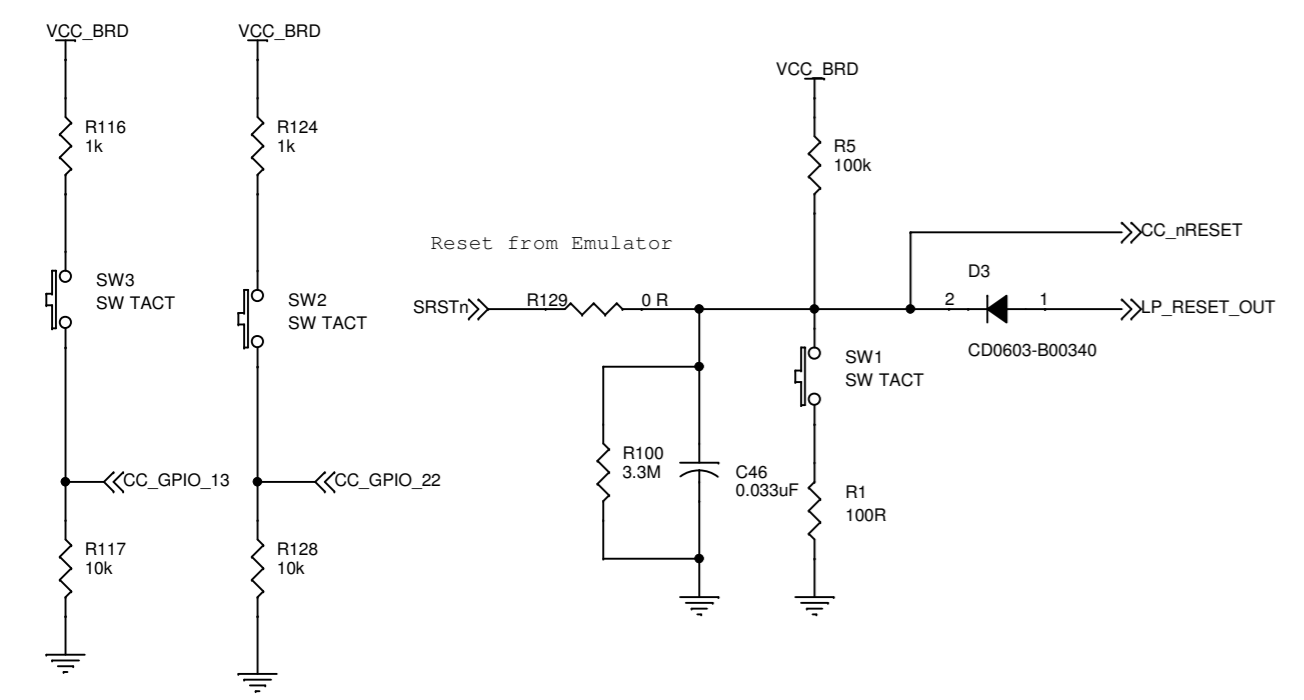 VCC_BRD
VCC_BRD
VCC_BRD
R116
1k
R124
1k
R5
100k
Reset from Emulator
CC_nRESET
SW3
SW TACT
SW2
SW TACT
SRSTn
R129
0 R
D3
2
1
LP_RESET_OUT
CD0603-B00340
SW1
SW TACT
R100
3.3M
C46
0.033uF
R1
100R
CC_GPIO_13
CC_GPIO_22
R117
10k
R128
10k